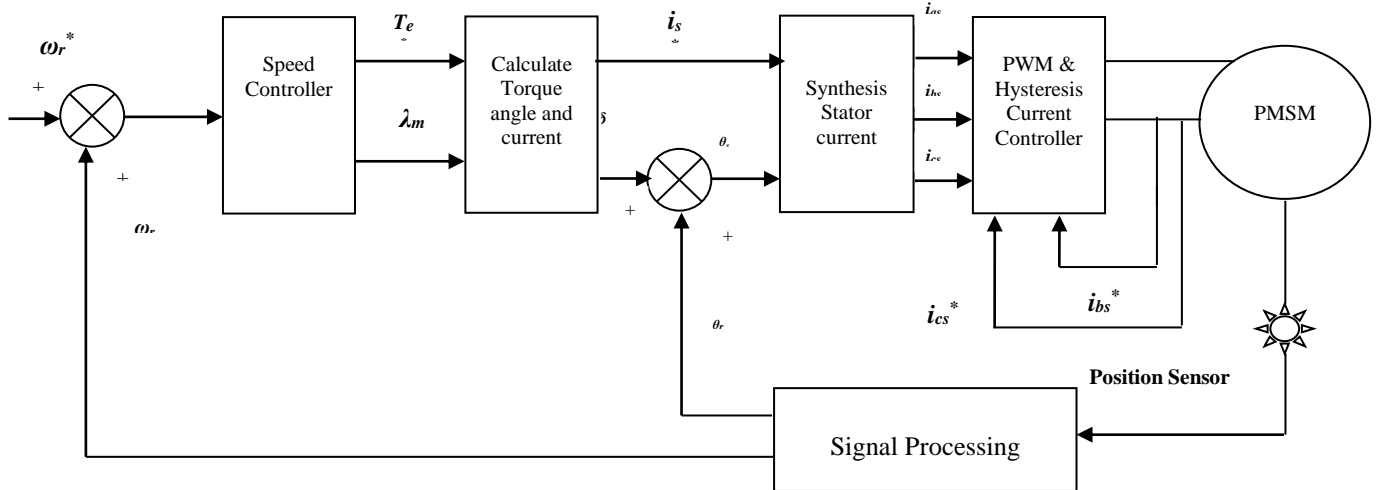 ωr*
+
+
ωr
Speed
Controller
Te
*
λm
Calculate
Torque
angle and
current
is
*
δ
+
+
θr
Synthesis
Stator
current
ias
ibs
ics
PWM &
Hysteresis
Current
Controller
PMSM
ics*
ibs*
Position Sensor
Signal Processing